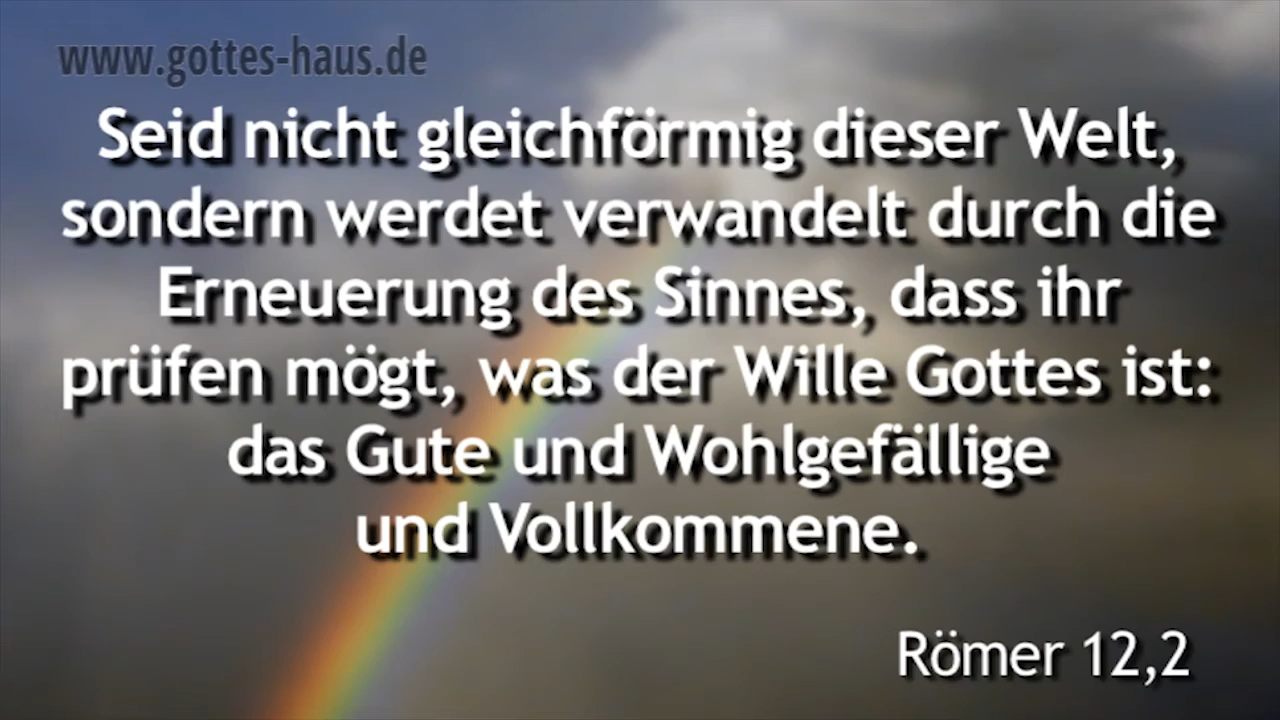 www.gottes-haus.de
Seid nicht gleichförmig dieser Welt,
sondern werdet verwandelt durch die
Erneuerung des Sinnes, dass ihr
prüfen mögt, was der Wille Gottes ist:
das Gute und Wohlgefällige
und Vollkommene.
Römer 12,2